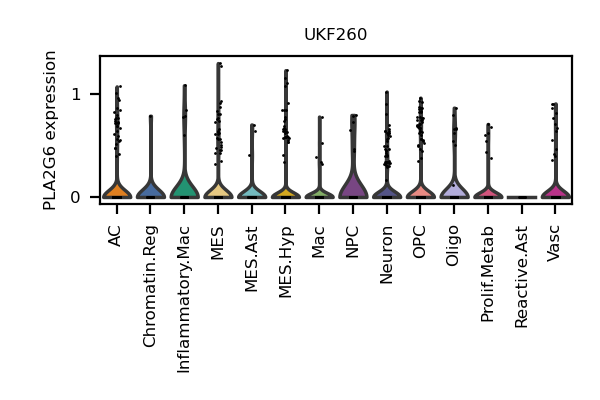 UKF260
PLA2G6 expression
1
0
AC
Chromatin.Reg
Inflammatory.Mac
MES
MES.Ast
MES.Hyp
Mac
NPC
Neuron
OPC
Oligo
Prolif.Metab
Reactive.Ast
Vasc